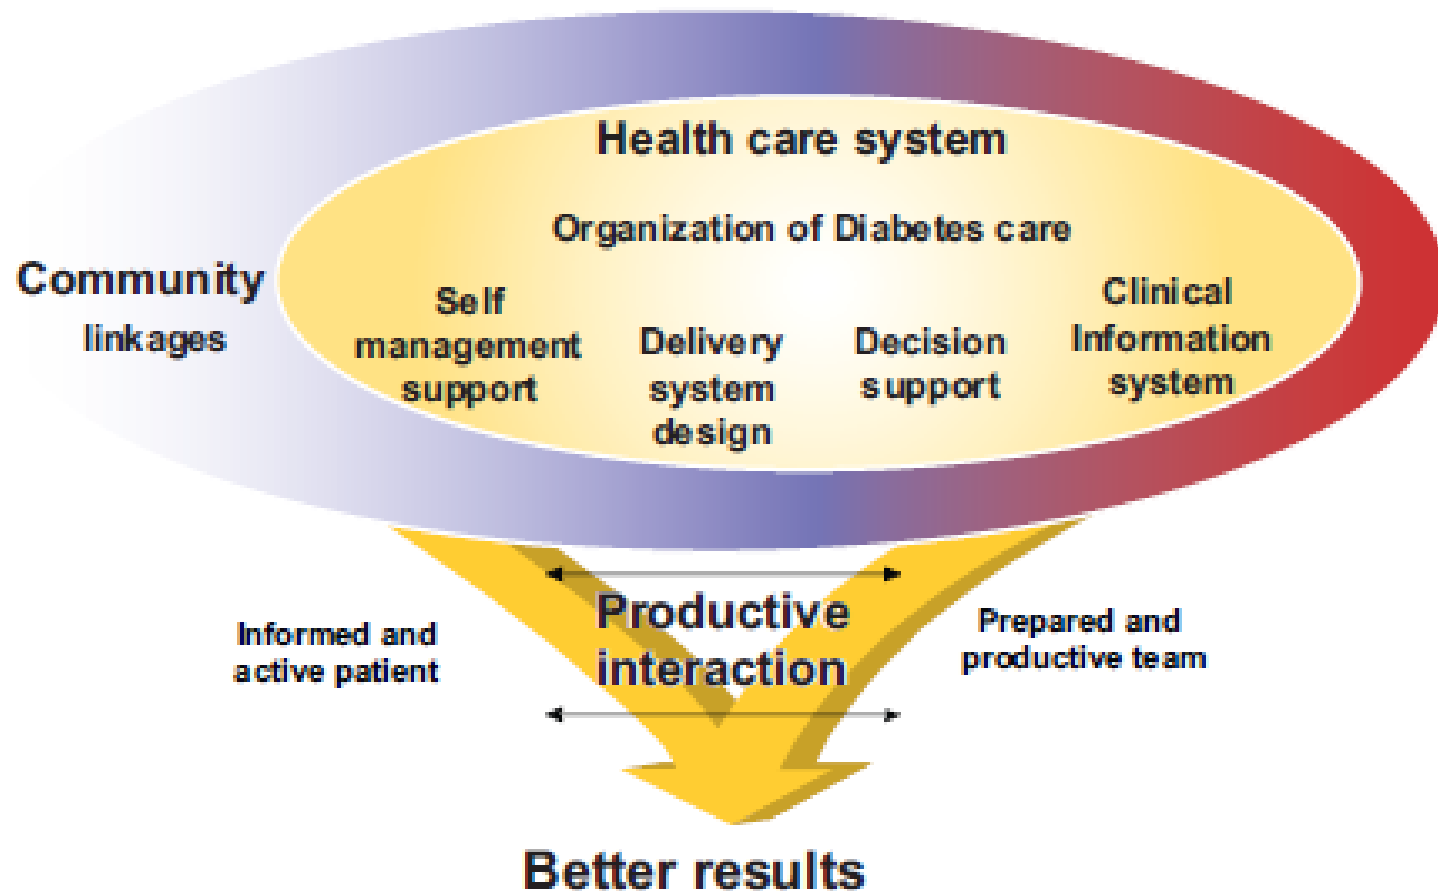 Health care system
Organization of Diabetes care
Community
linkages
Self
management
support
Delivery
system
design
Decision
support
Clinical
Information
system
Informed and
active patient
Productive
interaction
Prepared and
productive team
Better results